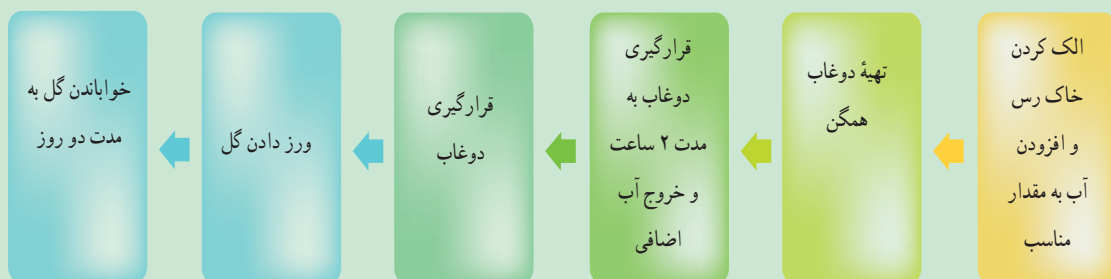 الک کردن
خاک رس
و افزودن
آب به مقدار
مناسب
تهیهٔ دوغاب
همگن
قرارگیری
دوغاب به
مدت ۲ ساعت
و خروج آب
اضافی
قرارگیری
دوغاب
ورز دادن گل
خواباندن گل به
مدت دو روز